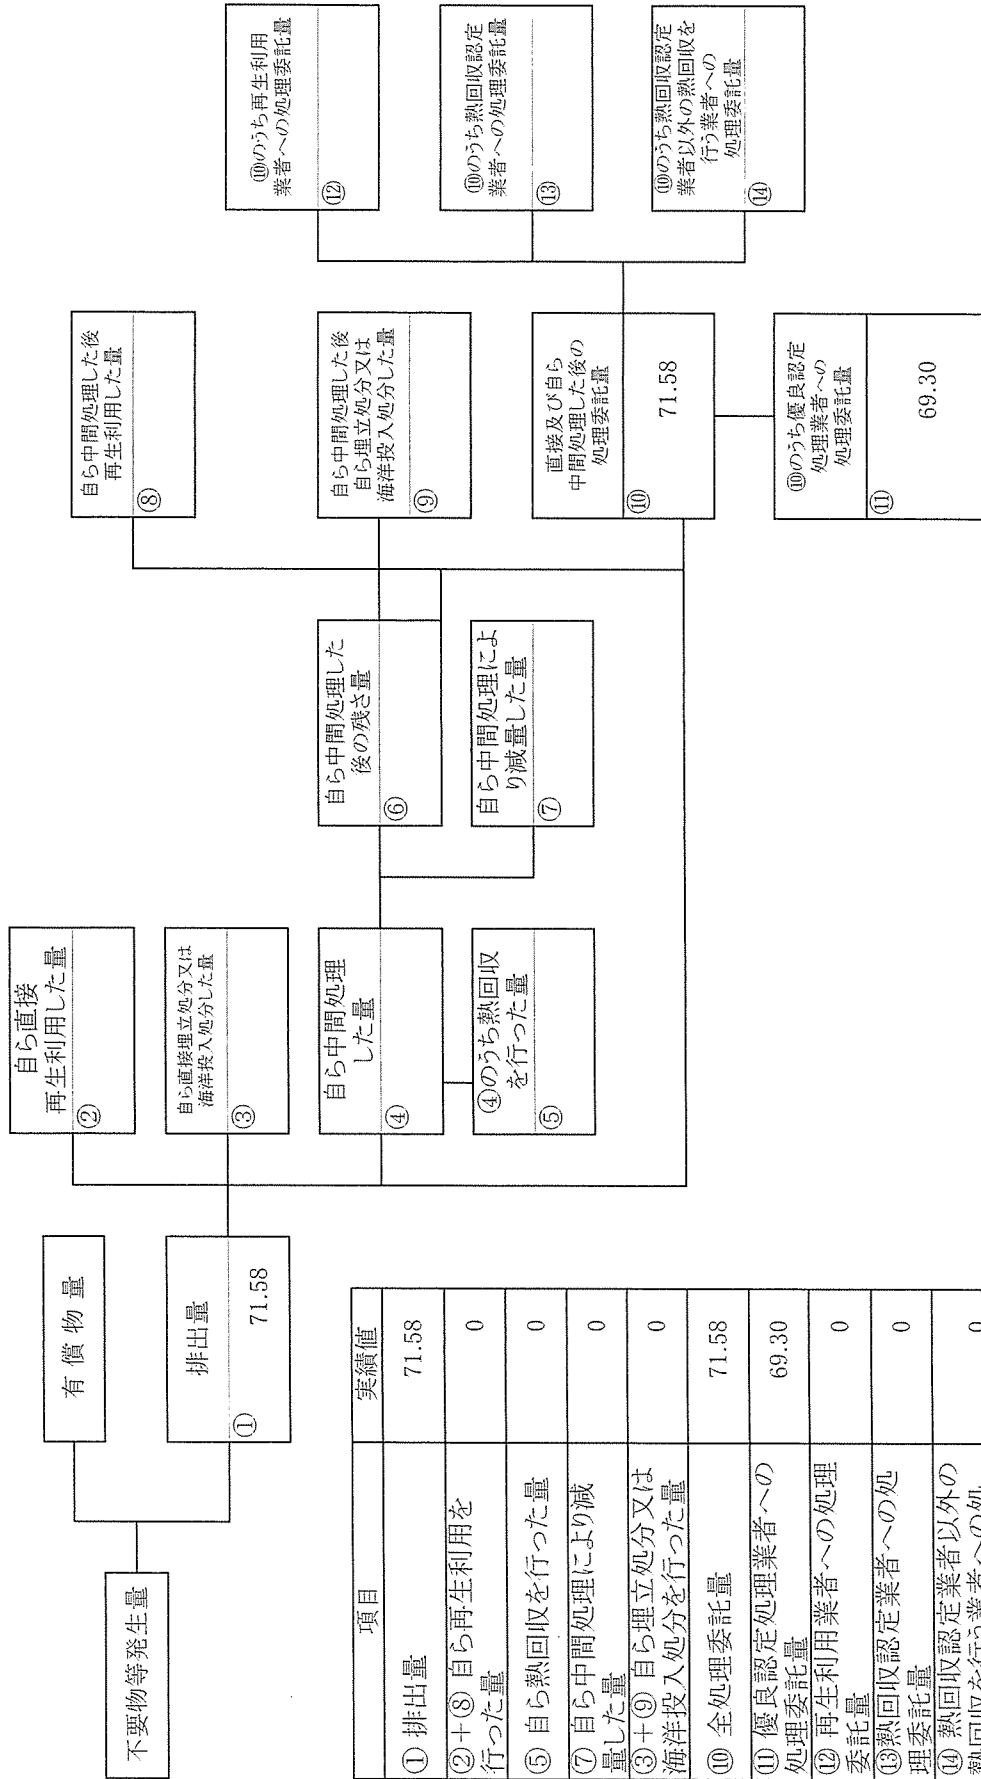 不要物等発生量
有償物量
排出量
①
71.58
自ら直接
再生利用した量
②
自ら直接埋立処分又は
海洋投入処分した量
③
自ら中間処理
した量
④
④のうち熱回収
を行った量
⑤
自ら中間処理した
後の残さ量
⑥
自ら中間処理によ
り減量した量
⑦
自ら中間処理した後
再生利用した量
⑧
自ら中間処理した後
自ら埋立処分又は
海洋投入処分した量
⑨
直接及び自ら
中間処理した後の
処理委託量
⑩
71.58
⑩のうち優良認定
処理業者への
処理委託量
⑪
69.30
⑩のうち再生利用
業者への処理委託量
⑫
⑩のうち熱回収認定
業者への処理委託量
⑬
⑩のうち熱回収認定
業者以外の熱回収を
行う業者への
処理委託量
⑭
項目 実績値
①排出量 71.58
②+⑧自ら再生利用を
行った量 0
⑤自ら熱回収を行った量 0
⑦自ら中間処理により減
量した量 0
③+⑨自ら埋立処分又は
海洋投入処分を行った量 0
⑩全処理委託量 71.58
⑪優良認定処理業者への
処理委託量 69.30
⑫再生利用業者への処理
委託量 0
⑬熱回収認定業者への処
理委託量 0
⑭熱回収認定業者以外の
熱回収を行う業者への処 0